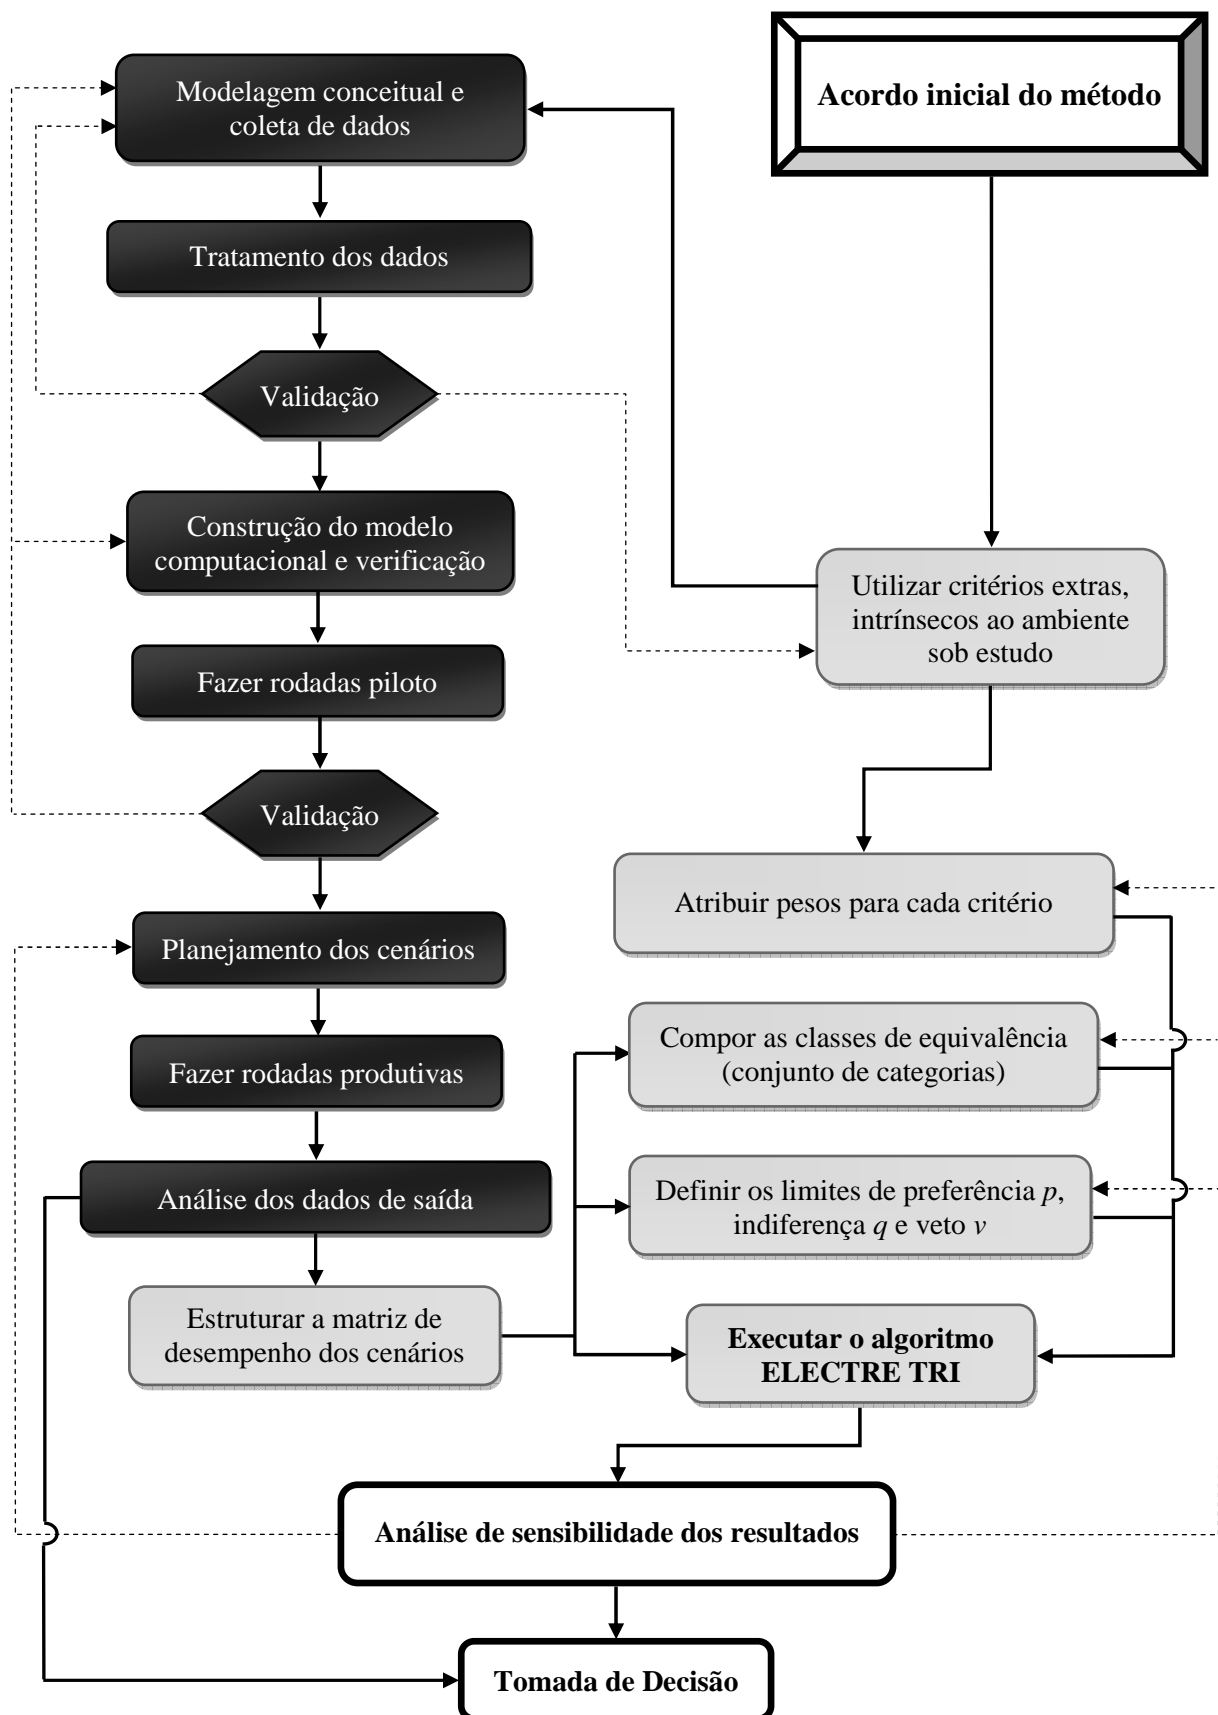 Acordo inicial do método
Modelagem conceitual e
coleta de dados
Tratamento dos dados
Validação
Construção do modelo
computacional e verificação
Utilizar critérios extras,
intrínsecos ao ambiente
sob estudo
Fazer rodadas piloto
Validação
Atribuir pesos para cada critério
Planejamento dos cenários
Compor as classes de equivalência
(conjunto de categorias)
Fazer rodadas produtivas
Definir os limites de preferência p,
indiferença q e veto v
Análise dos dados de saída
Estruturar a matriz de
desempenho dos cenários
Executar o algoritmo
ELECTRE TRI
Análise de sensibilidade dos resultados
Tomada de Decisão